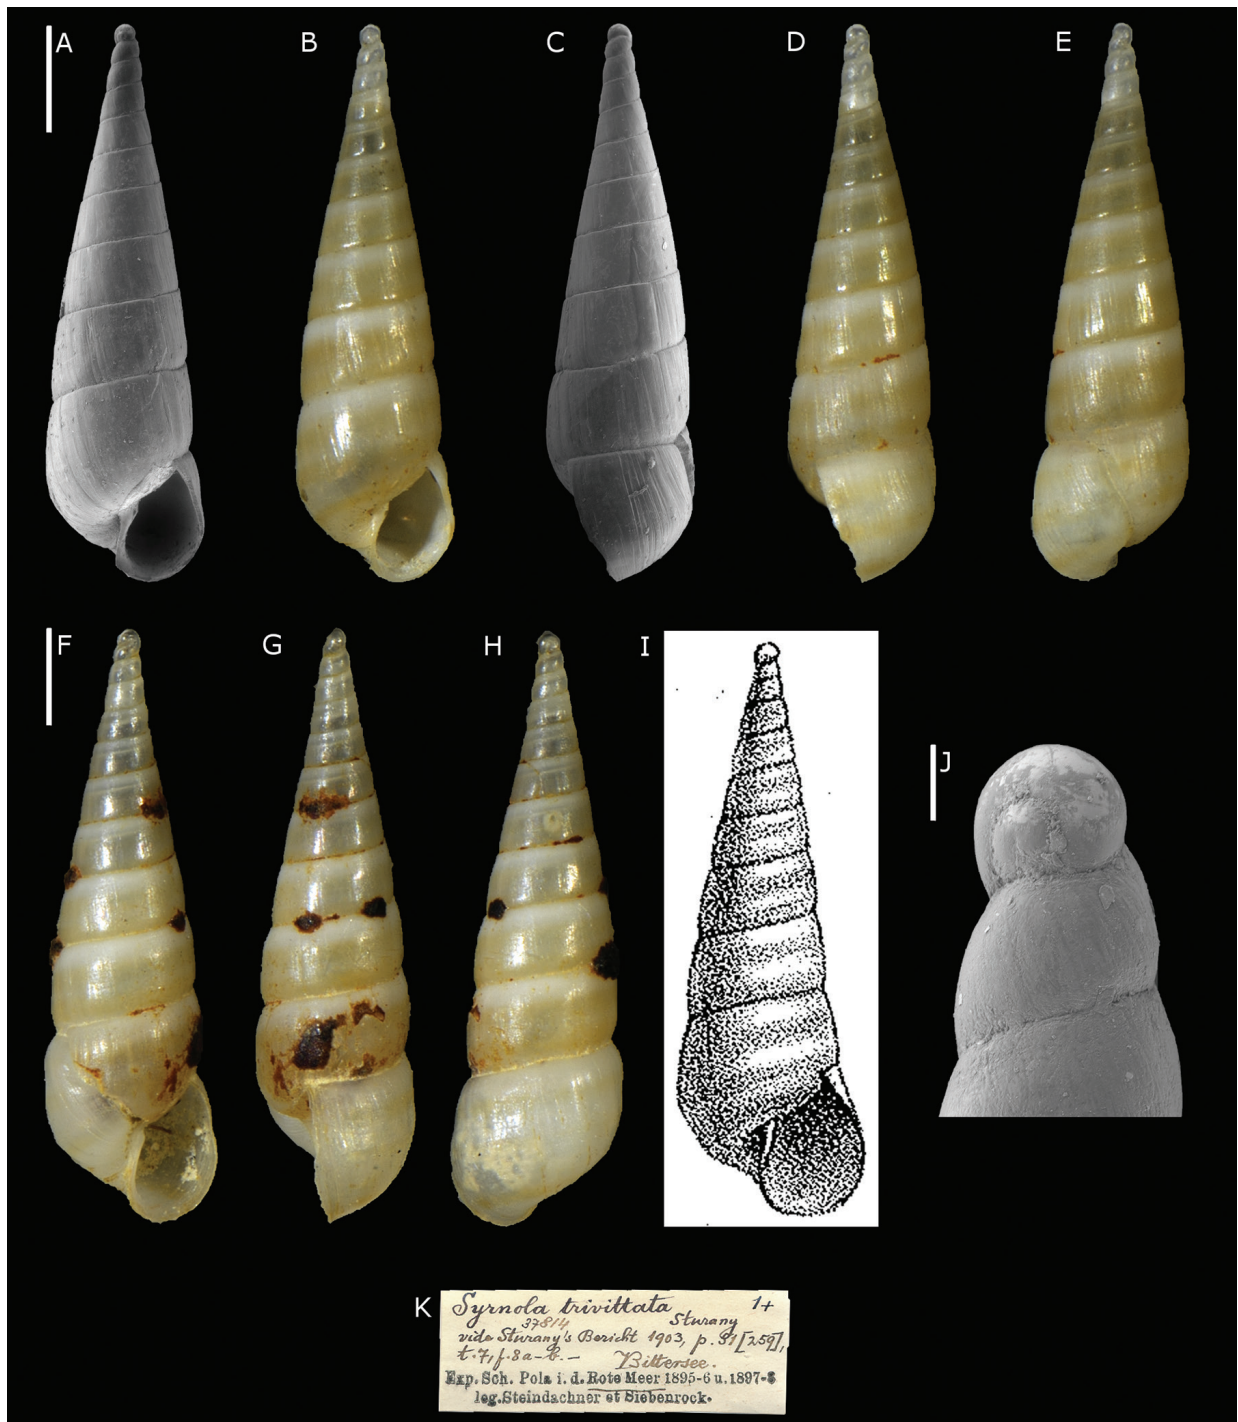 A
B
C
D
E
F
G
H
I
J
K
Syrnola trivittata 1+
37814 Sturany
vide Sturany's Bericht 1903, p. 31 [259],
t. 7, f. 8a-b. — Bittersee.
Exp. Sch. Pola i. d. Rote Meer 1895-6 u. 1897-8
leg. Steindachner et Siebenrock.